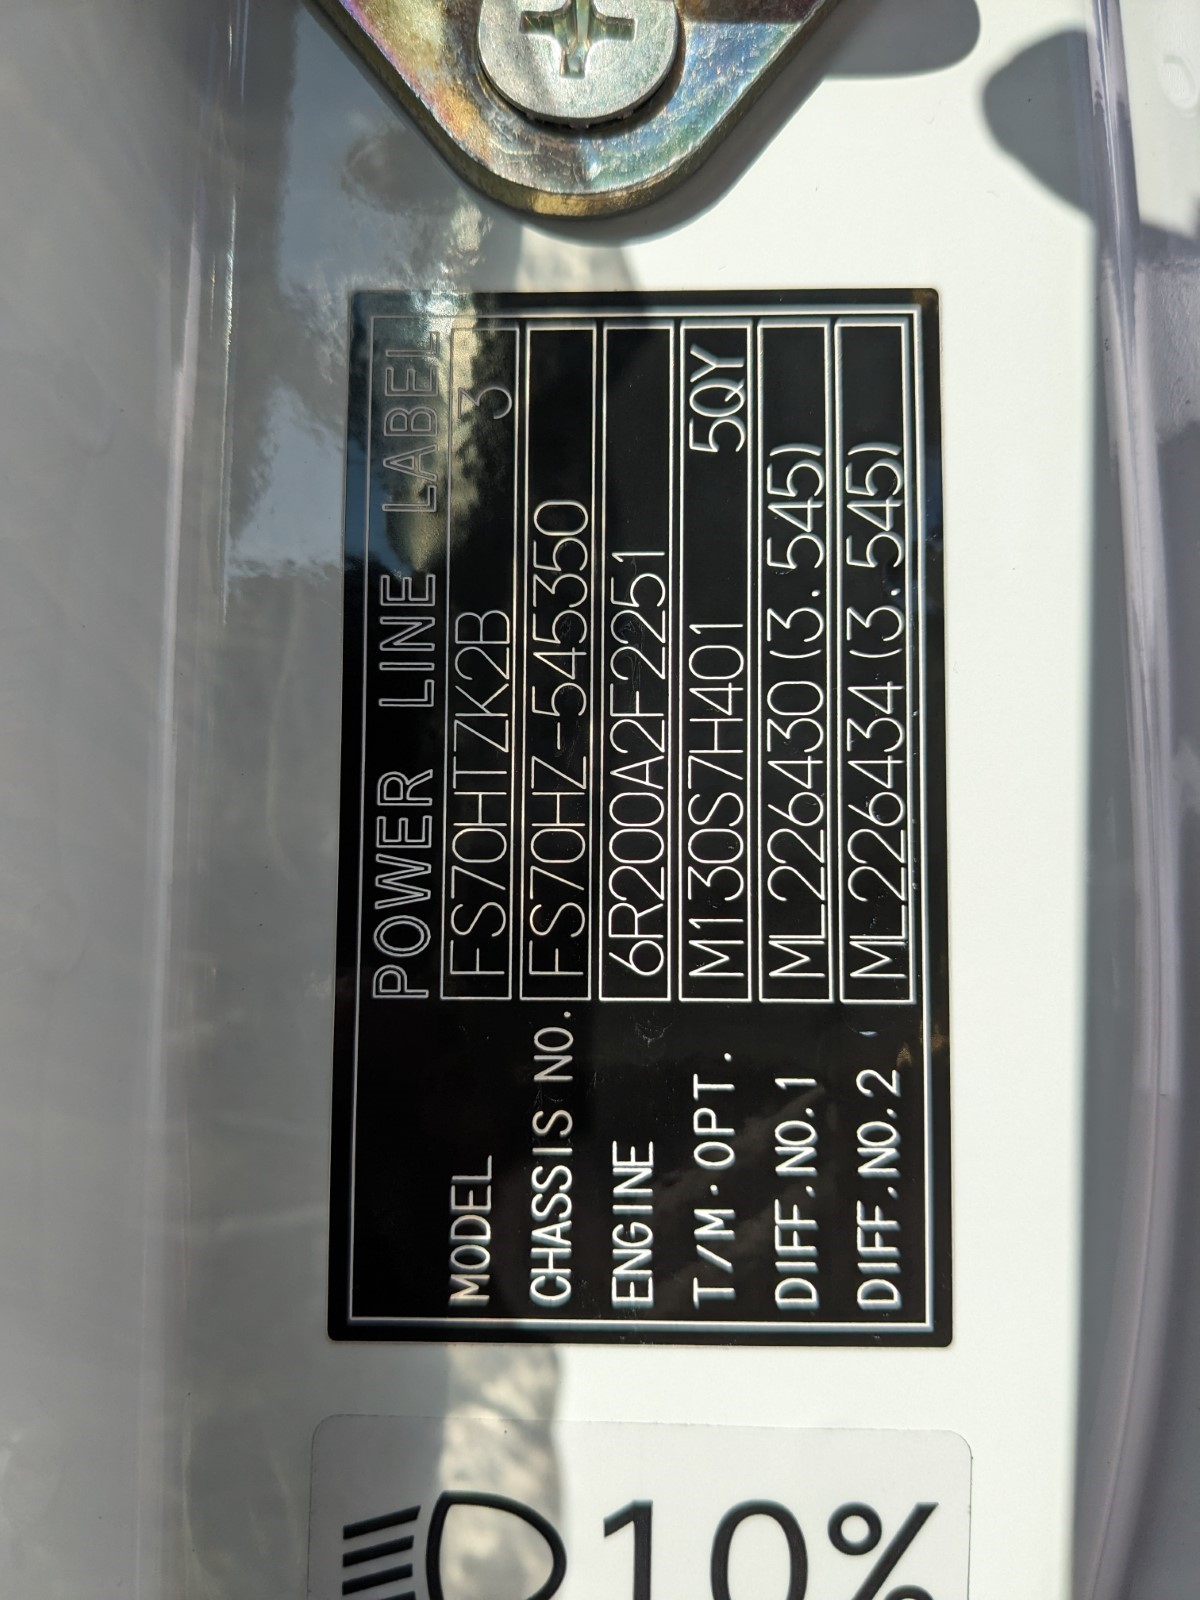 POWER LINE LABEL
MODEL FS70HTZK2B 3
CHASSIS NO. FS70HZ-545350
ENGINE 6R200A2F2251
T/M·OPT. M130S7H401 5QY
DIFF.NO.1 ML226430(3.545)
DIFF.NO.2 ML226434(3.545)
10%